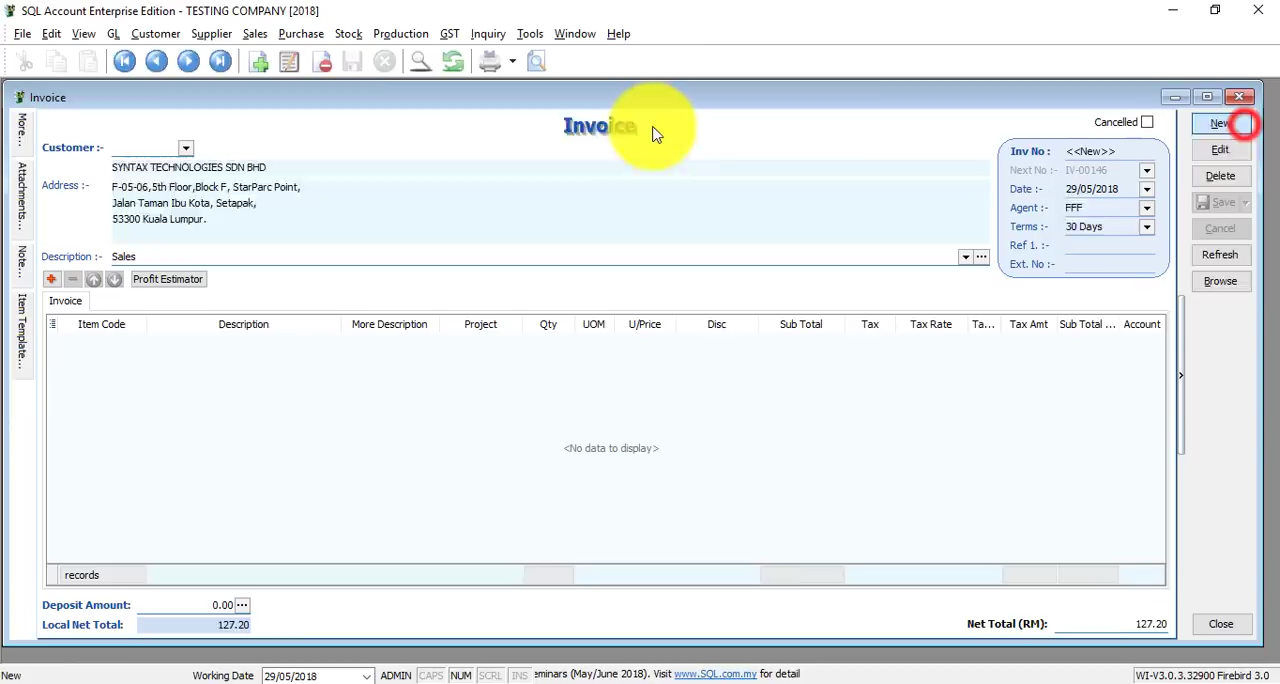 SQL Account Enterprise Edition - TESTING COMPANY [2018]
File Edit View GL Customer Supplier Sales Purchase Stock Production GST Inquiry Tools Window Help
Invoice
More...
Attachments...
Note...
Item Template...
Invoice
Cancelled
Customer :-
SYNTAX TECHNOLOGIES SDN BHD
Address :-
F-05-06,5th Floor,Block F, StarParc Point,
Jalan Taman Ibu Kota, Setapak,
53300 Kuala Lumpur.
Description :- Sales
Inv No : <<New>>
Next No : IV-00146
Date :- 29/05/2018
Agent :- FFF
Terms :- 30 Days
Ref 1. :-
Ext. No :-
New
Edit
Delete
Save
Cancel
Refresh
Browse
Profit Estimator
Invoice
Item Code Description More Description Project Qty UOM U/Price Disc Sub Total Tax Tax Rate Ta... Tax Amt Sub Total ... Account
<No data to display>
records
Deposit Amount: 0.00
Local Net Total: 127.20
Net Total (RM): 127.20
Close
New Working Date 29/05/2018 ADMIN CAPS NUM SCRL INS eminars (May/June 2018). Visit www.SQL.com.my for detail WI-V3.0.3.32900 Firebird 3.0